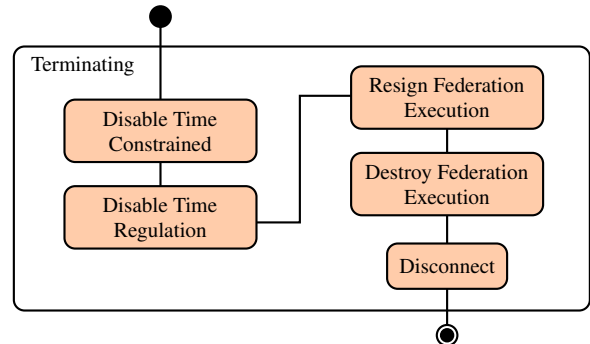 Terminating
Disable Time
Constrained
Disable Time
Regulation
Resign Federation
Execution
Destroy Federation
Execution
Disconnect